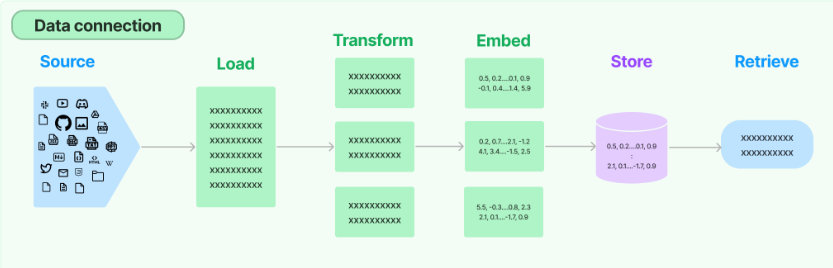 Data connection
Source
Load
Transform
Embed
Store
Retrieve
XXXXXXXXXX
XXXXXXXXXX
XXXXXXXXXX
XXXXXXXXXX
XXXXXXXXXX
XXXXXXXXXX
XXXXXXXXXX
XXXXXXXXXX
XXXXXXXXXX
XXXXXXXXXX
XXXXXXXXXX
XXXXXXXXXX
0.5, 0.2....0.1, 0.9
-0.1, 0.4....1.4, 5.9
0.2, 0.7....2.1, -1.2
4.1, 3.4....-1.5, 2.5
5.5, -0.3....0.8, 2.3
2.1, 0.1....-1.7, 0.9
0.5, 0.2....0.1, 0.9
:
2.1, 0.1....-1.7, 0.9
XXXXXXXXXX
XXXXXXXXXX